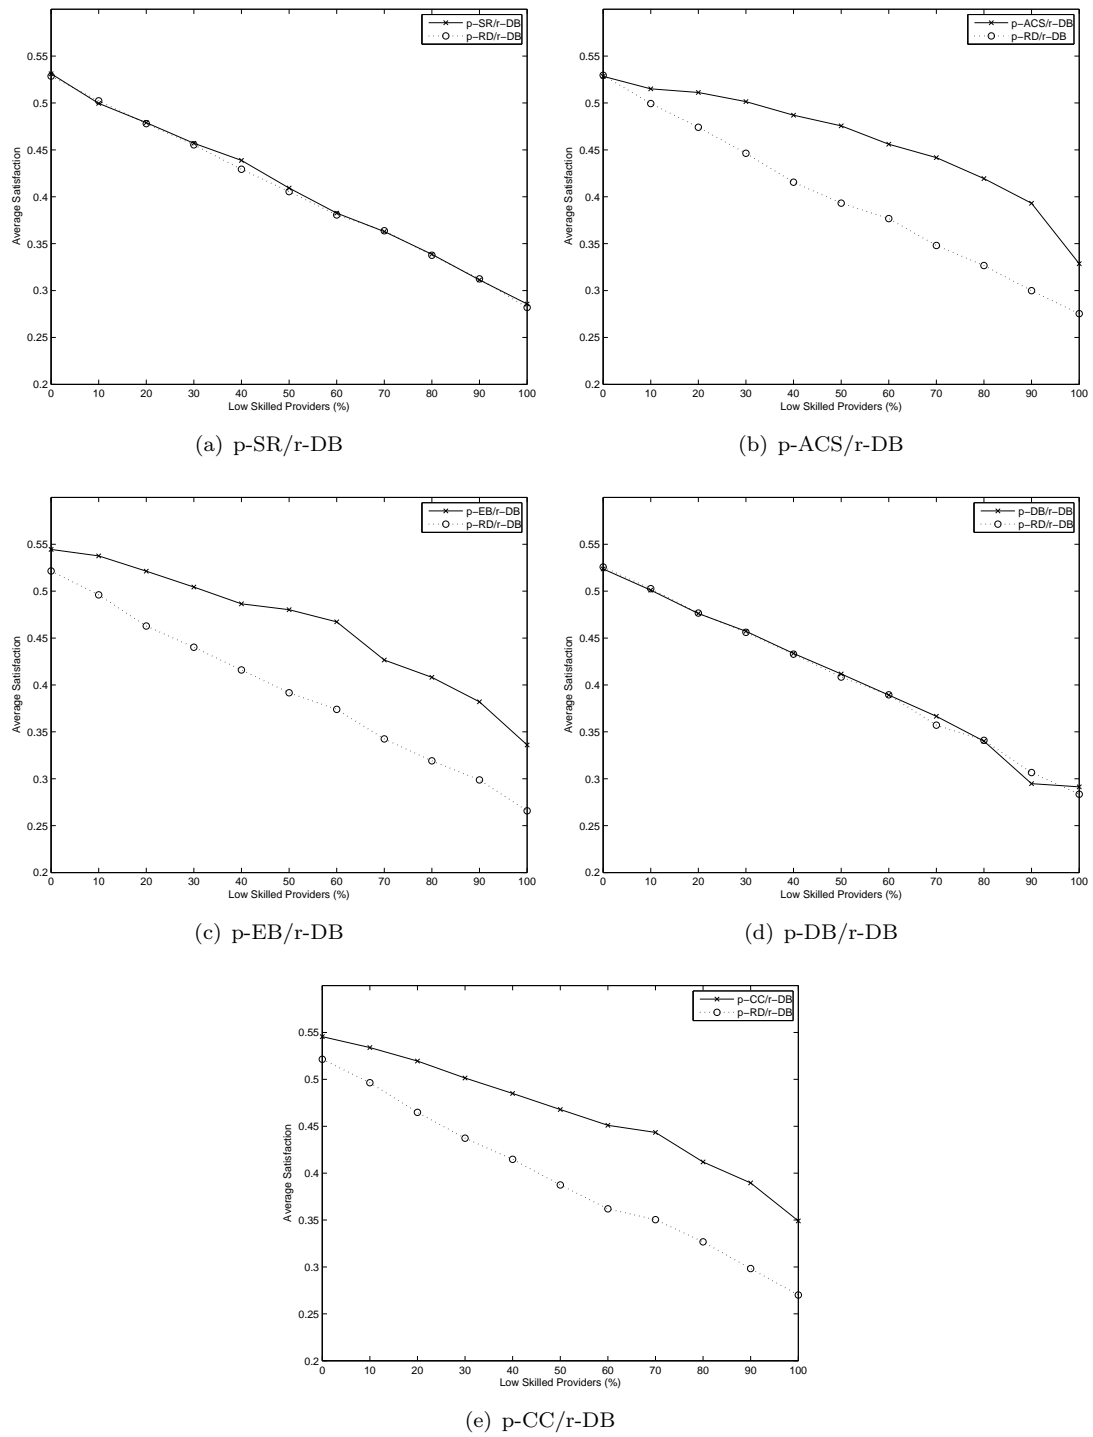 p−SR/r−DB
p−RD/r−DB
0.55
0.5
0.45
0.4
0.35
0.3
0.25
0.2
Average Satisfaction
0 10 20 30 40 50 60 70 80 90 100
Low Skilled Providers (%)
(a) p-SR/r-DB
p−ACS/r−DB
p−RD/r−DB
0.55
0.5
0.45
0.4
0.35
0.3
0.25
0.2
Average Satisfaction
0 10 20 30 40 50 60 70 80 90 100
Low Skilled Providers (%)
(b) p-ACS/r-DB
p−EB/r−DB
p−RD/r−DB
0.55
0.5
0.45
0.4
0.35
0.3
0.25
0.2
Average Satisfaction
0 10 20 30 40 50 60 70 80 90 100
Low Skilled Providers (%)
(c) p-EB/r-DB
p−DB/r−DB
p−RD/r−DB
0.55
0.5
0.45
0.4
0.35
0.3
0.25
0.2
Average Satisfaction
0 10 20 30 40 50 60 70 80 90 100
Low Skilled Providers (%)
(d) p-DB/r-DB
p−CC/r−DB
p−RD/r−DB
0.55
0.5
0.45
0.4
0.35
0.3
0.25
0.2
Average Satisfaction
0 10 20 30 40 50 60 70 80 90 100
Low Skilled Providers (%)
(e) p-CC/r-DB